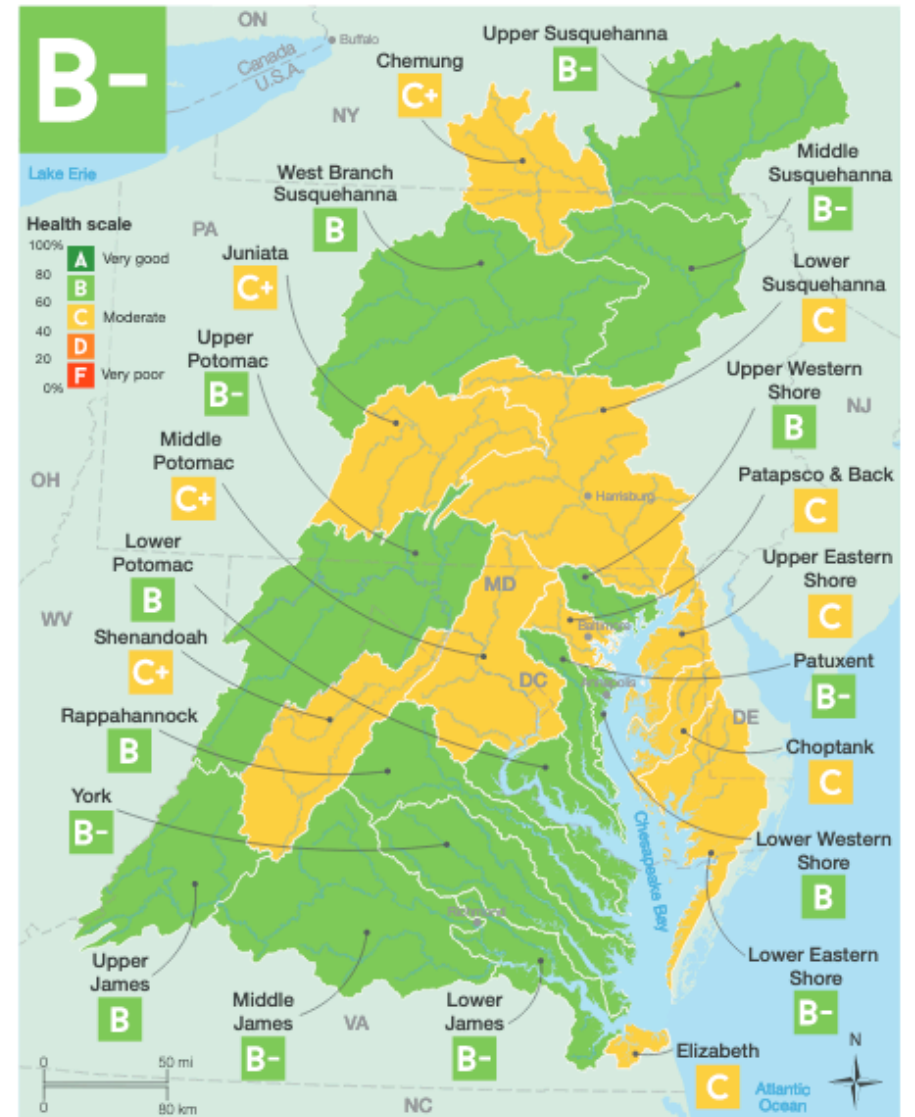 B-
ON
Buffalo
Canada
U.S.A.
Lake Erie
NY
Chemung
C+
Upper Susquehanna
B-
Middle
Susquehanna
B-
West Branch
Susquehanna
B
Health scale
100%
A Very good
80
B
60
C Moderate
40
D
20
F Very poor
0%
PA
Juniata
C+
Lower
Susquehanna
C
Upper
Potomac
B-
Upper Western
Shore
B
NJ
Middle
Potomac
C+
OH
Harrisburg
Patapsco & Back
C
Lower
Potomac
B
MD
Upper Eastern
Shore
C
WV
Baltimore
Shenandoah
C+
DC
Annapolis
Patuxent
B-
Rappahannock
B
DE
Choptank
C
York
B-
Chesapeake Bay
Lower Western
Shore
B
Richmond
Upper
James
B
Middle
James
B-
Lower
James
B-
Lower Eastern
Shore
B-
VA
Elizabeth
C
N
0 50 mi
0 80 km
NC
Atlantic
Ocean